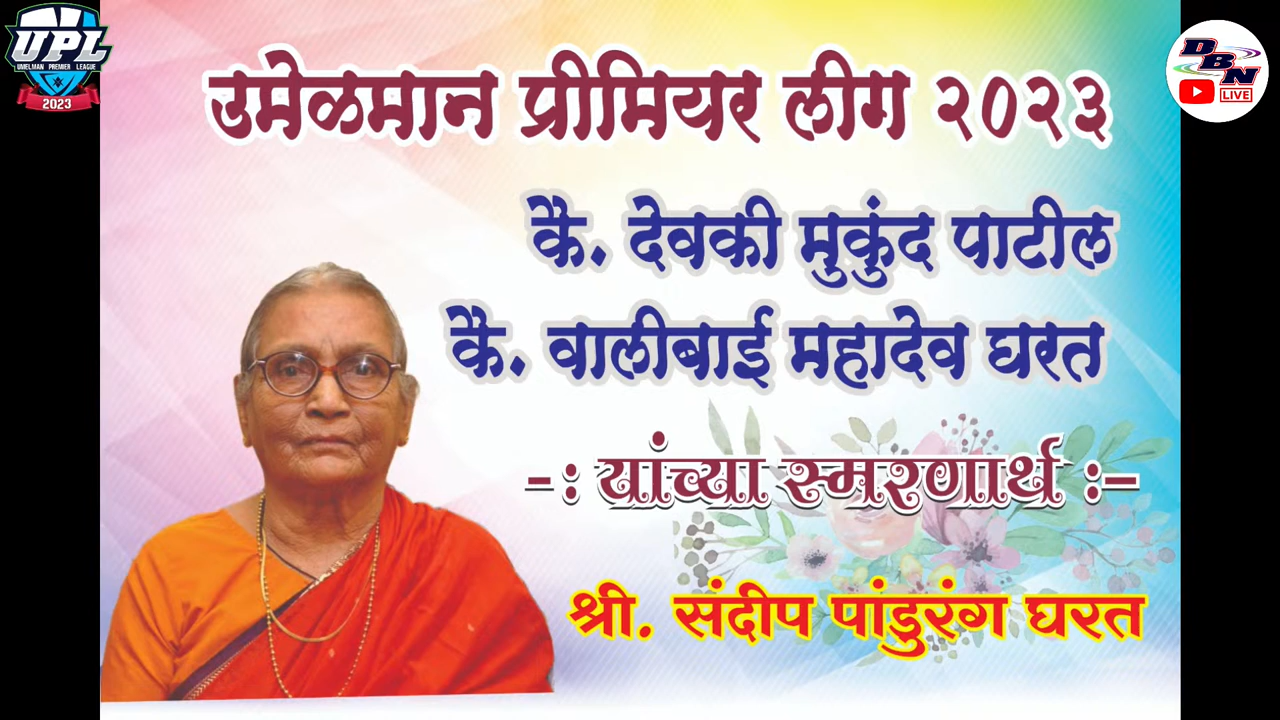 UPL
UMELMAN PREMIER LEAGUE
2023
DBN
LIVE
उमेळमान प्रीमियर लीग २०२३
कै. देवकी मुकुंद पाटील
कै. वालीबाई महादेव घरत
-: यांच्या स्मरणार्थ :-
श्री. संदीप पांडुरंग घरत